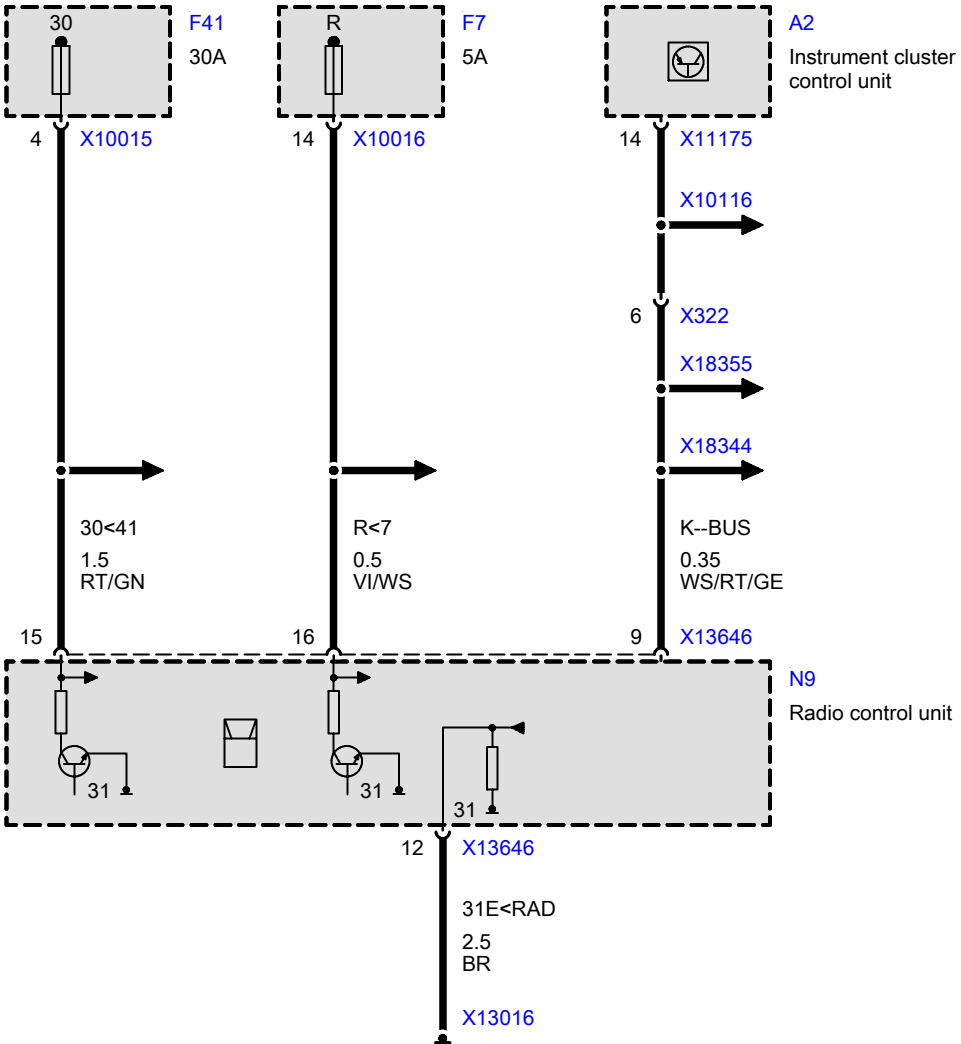 30
F41
30A
R
F7
5A
A2
Instrument cluster
control unit
4
X10015
14
X10016
14
X11175
X10116
6
X322
X18355
X18344
30<41
1.5
RT/GN
R<7
0.5
VI/WS
K--BUS
0.35
WS/RT/GE
15
16
9
X13646
N9
Radio control unit
31
31
31
12
X13646
31E<RAD
2.5
BR
X13016